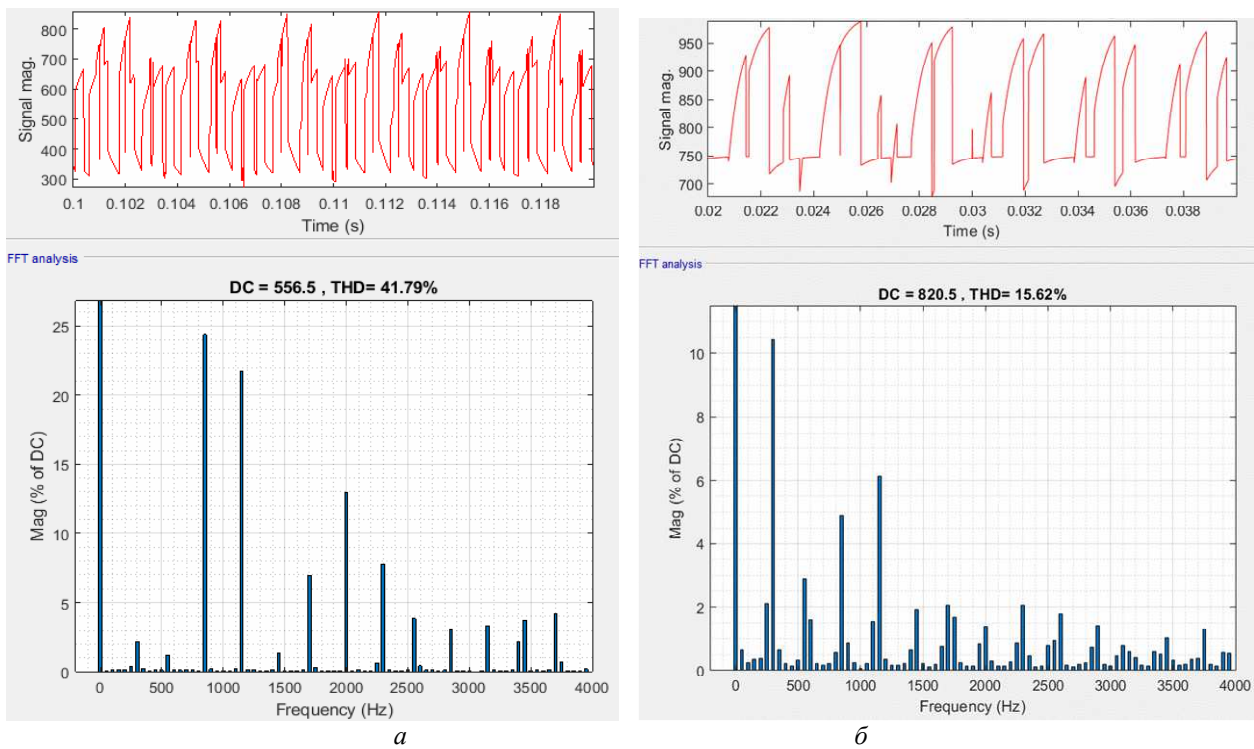 800
700
600
500
400
300
Signal mag.
0.1 0.102 0.104 0.106 0.108 0.11 0.112 0.114 0.116 0.118
Time (s)
FFT analysis
DC = 556.5 , THD= 41.79%
25
20
15
10
5
0
Mag (% of DC)
0 500 1000 1500 2000 2500 3000 3500 4000
Frequency (Hz)
а
950
900
850
800
750
700
Signal mag.
0.02 0.022 0.024 0.026 0.028 0.03 0.032 0.034 0.036 0.038
Time (s)
FFT analysis
DC = 820.5 , THD= 15.62%
10
8
6
4
2
0
Mag (% of DC)
0 500 1000 1500 2000 2500 3000 3500 4000
Frequency (Hz)
б